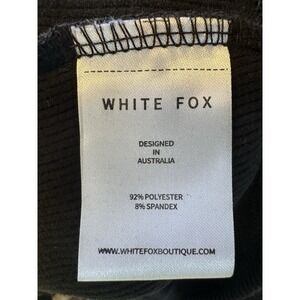 WHITE FOX
DESIGNED
IN
AUSTRALIA
92% POLYESTER
8% SPANDEX
WWW.WHITEFOXBOUTIQUE.COM